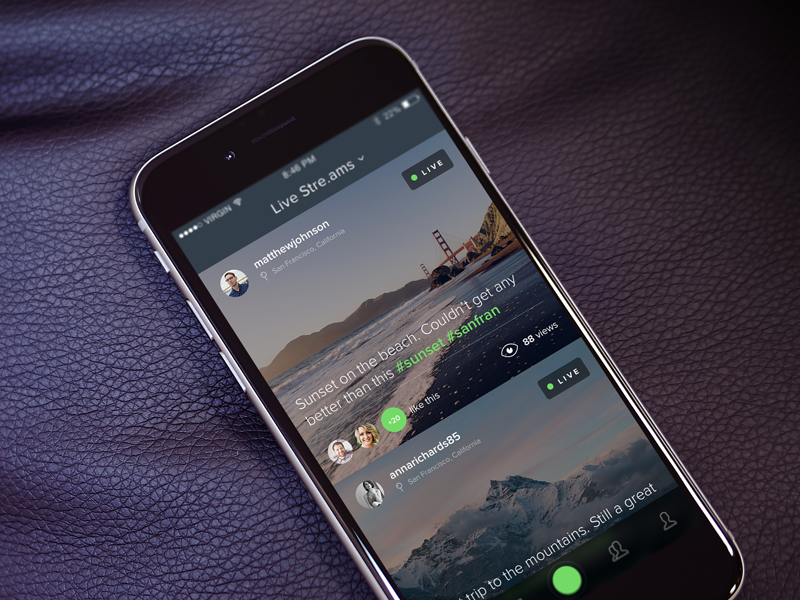 VIRGIN
6:46 PM
22%
Live Stre.ams
LIVE
matthewjohnson
San Francisco, California
Sunset on the beach. Couldn't get any
better than this #sunset #sanfran
88 views
+20 like this
LIVE
annarichards85
San Francisco, California
trip to the mountains. Still a great